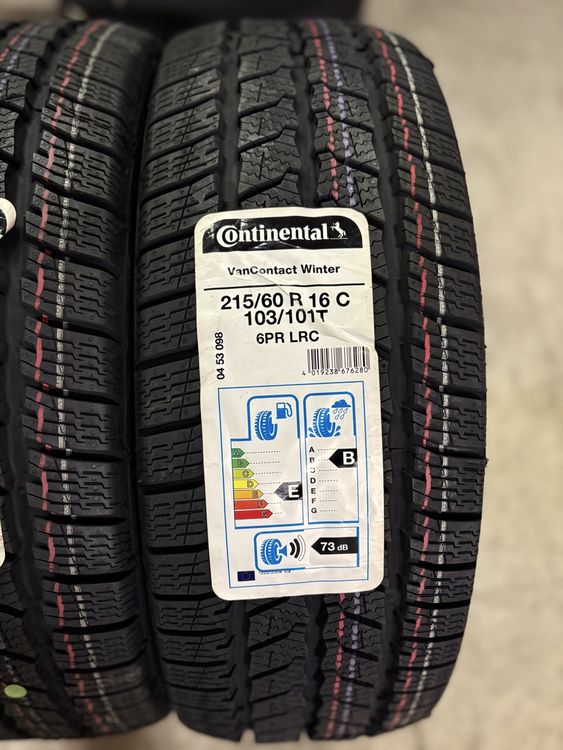 Continental
VanContact Winter
215/60 R 16 C
103/101T
6PR LRC
04 53 098
4 019238 676280
A
B
C
D
E
F
G
B
E
73 dB